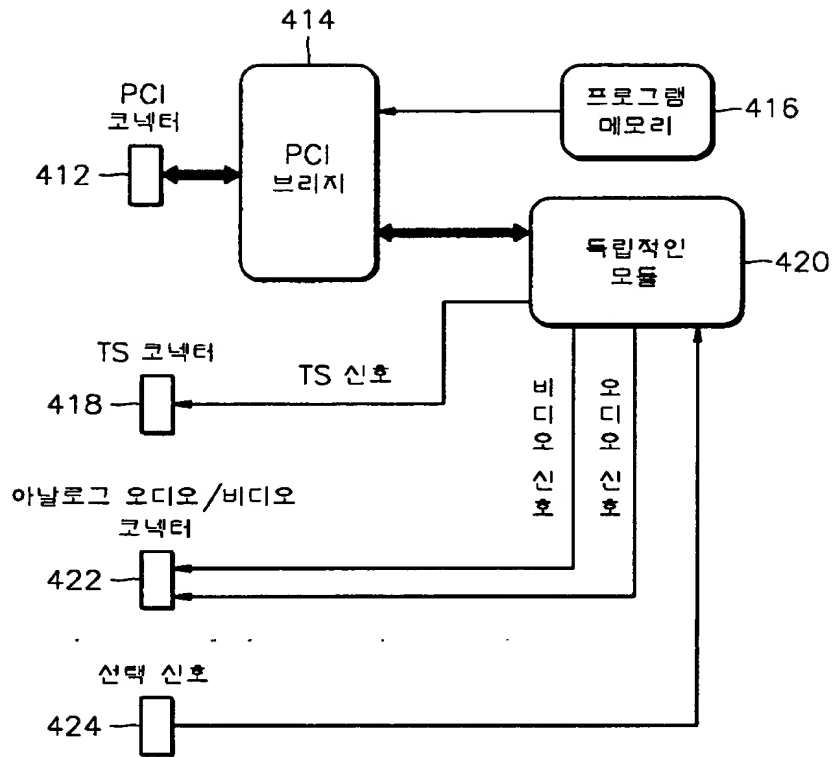 414
PCI
코넥터
412
PCI
브리지
프로그램
메모리
416
독립적인
모듈
420
TS 코넥터
418
TS 신호
비디오 신호
오디오 신호
아날로그 오디오/비디오
코넥터
422
선택 신호
424